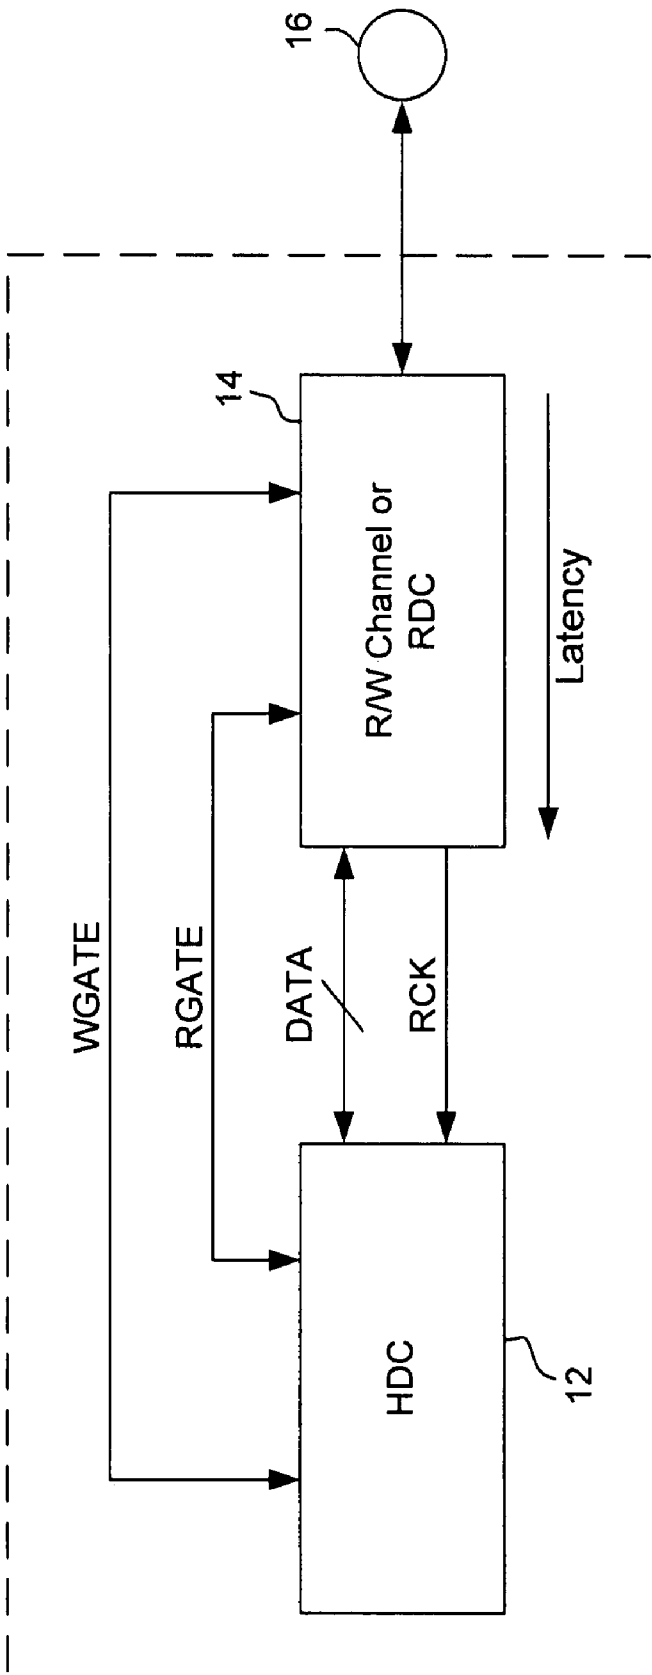 WGATE
RGATE
DATA
RCK
HDC
12
R/W Channel or
RDC
14
Latency
16